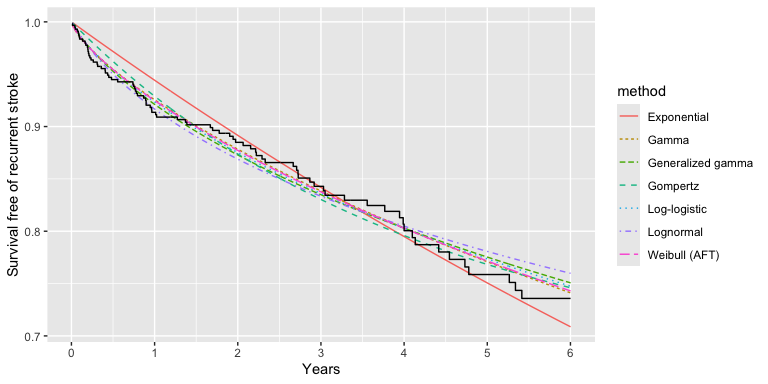 Survival free of recurrent stroke
1.0
0.9
0.8
0.7
0 1 2 3 4 5 6
Years
method
Exponential
Gamma
Generalized gamma
Gompertz
Log-logistic
Lognormal
Weibull (AFT)